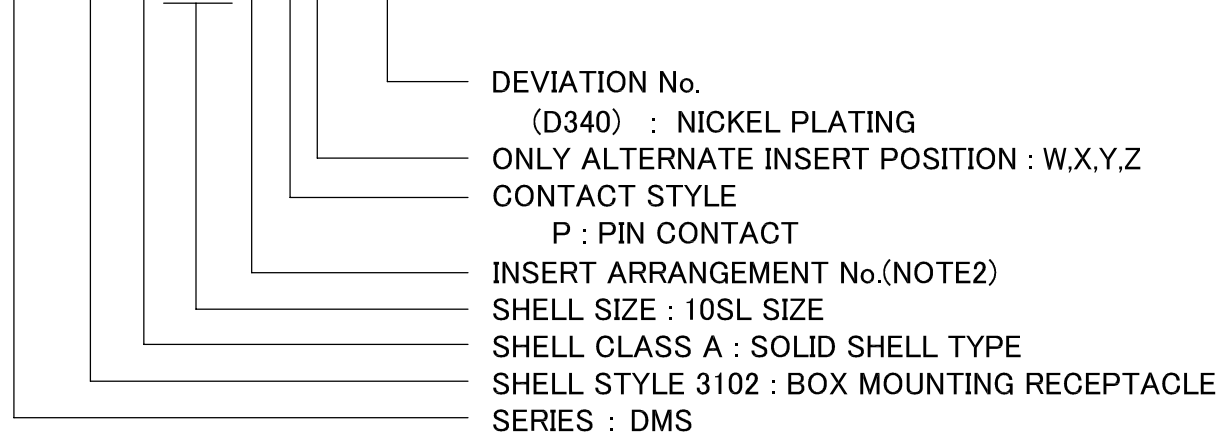 DEVIATION No.
(D340) : NICKEL PLATING
ONLY ALTERNATE INSERT POSITION : W,X,Y,Z
CONTACT STYLE
P : PIN CONTACT
INSERT ARRANGEMENT No.(NOTE2)
SHELL SIZE : 10SL SIZE
SHELL CLASS A : SOLID SHELL TYPE
SHELL STYLE 3102 : BOX MOUNTING RECEPTACLE
SERIES : DMS